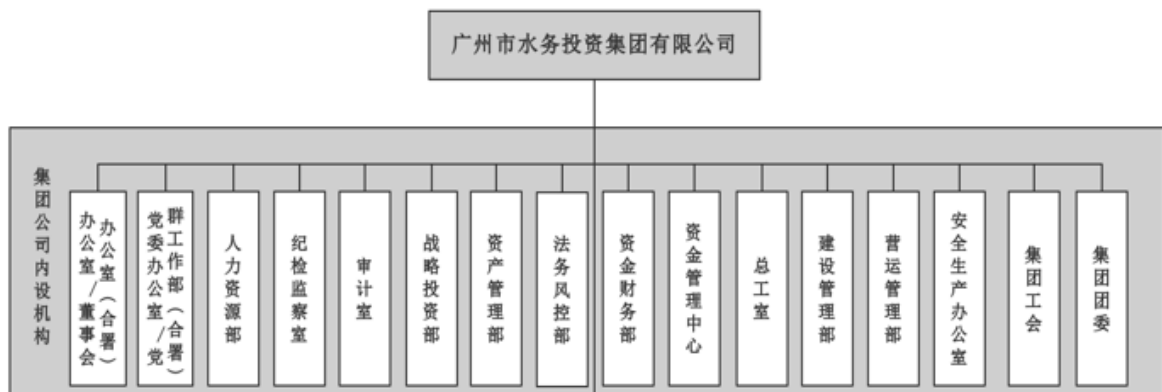 广州市水务投资集团有限公司
集团公司内设机构
办公室/董事会
办公室（合署）
党委办公室/党
群工作部（合署）
人力资源部
纪检监察室
审计室
战略投资部
资产管理部
法务风控部
资金财务部
资金管理中心
总工室
建设管理部
营运管理部
安全生产办公室
集团工会
集团团委